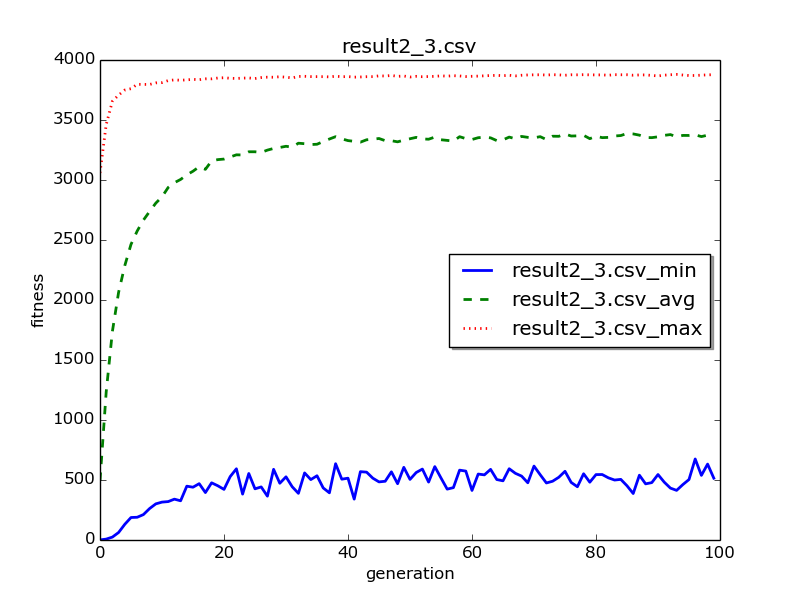 result2_3.csv
4000
3500
3000
2500
2000
1500
1000
500
0
fitness
result2_3.csv_min
result2_3.csv_avg
result2_3.csv_max
0 20 40 60 80 100
generation